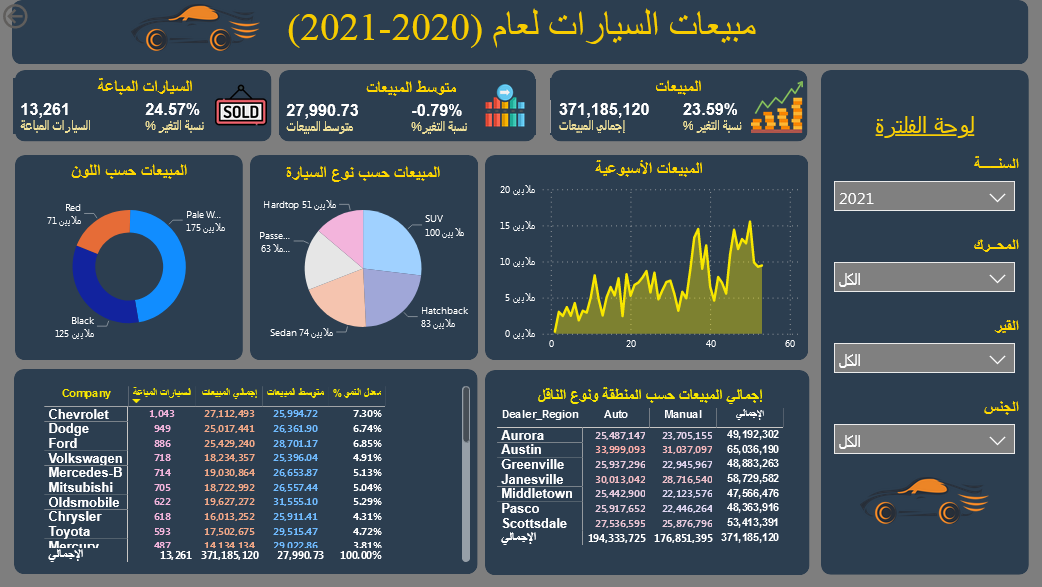 مبيعات السيارات لعام (2020-2021)
المبيعات
371,185,120
إجمالي المبيعات
23.59%
نسبة التغير %
متوسط المبيعات
27,990.73
متوسط المبيعات
-0.79%
نسبة التغير%
السيارات المباعة
13,261
السيارات المباعة
24.57%
نسبة التغير %
SOLD
لوحة الفلترة
السنـــــة
2021
المحــرك
الكل
القير
الكل
الجنس
الكل
المبيعات الأسبوعية
20 ملايين
15 ملايين
10 ملايين
5 ملايين
0 ملايين
0 20 40 60
المبيعات حسب نوع السيارة
SUV
100 ملايين
Hatchback
83 ملايين
Sedan 74 ملايين
Passe...
63 ملا...
Hardtop 51 ملايين
المبيعات حسب اللون
Pale W...
175 ملايين
Black
125 ملايين
Red
71 ملايين
إجمالي المبيعات حسب المنطقة ونوع الناقل
Dealer_Region Auto Manual الإجمالي
Aurora 25,487,147 23,705,155 49,192,302
Austin 33,999,093 31,037,097 65,036,190
Greenville 25,937,296 22,945,967 48,883,263
Janesville 30,013,042 28,716,540 58,729,582
Middletown 25,442,900 22,123,576 47,566,476
Pasco 25,917,652 22,446,264 48,363,916
Scottsdale 27,536,595 25,876,796 53,413,391
الإجمالي 194,333,725 176,851,395 371,185,120
Company السيارات المباعة إجمالي المبيعات متوسط المبيعات معدل النمو %
Chevrolet 1,043 27,112,493 25,994.72 7.30%
Dodge 949 25,017,441 26,361.90 6.74%
Ford 886 25,429,240 28,701.17 6.85%
Volkswagen 718 18,234,357 25,396.04 4.91%
Mercedes-B 714 19,030,864 26,653.87 5.13%
Mitsubishi 705 18,722,992 26,557.44 5.04%
Oldsmobile 622 19,627,272 31,555.10 5.29%
Chrysler 618 16,013,252 25,911.41 4.31%
Toyota 593 17,502,675 29,515.47 4.72%
Mercury 487 14,134,134 29,022.86 3.81%
الإجمالي 13,261 371,185,120 27,990.73 100.00%